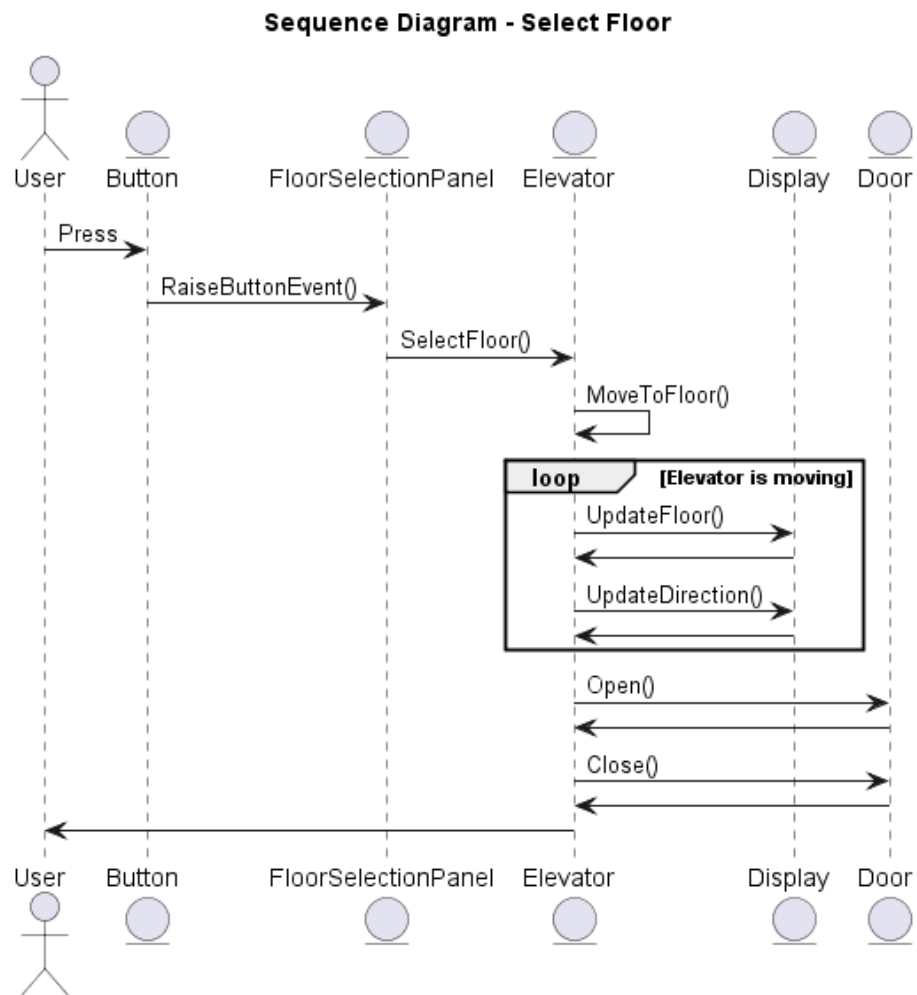 Sequence Diagram - Select Floor
User Button FloorSelectionPanel Elevator Display Door
Press
RaiseButtonEvent()
SelectFloor()
MoveToFloor()
loop [Elevator is moving]
UpdateFloor()
UpdateDirection()
Open()
Close()
User Button FloorSelectionPanel Elevator Display Door